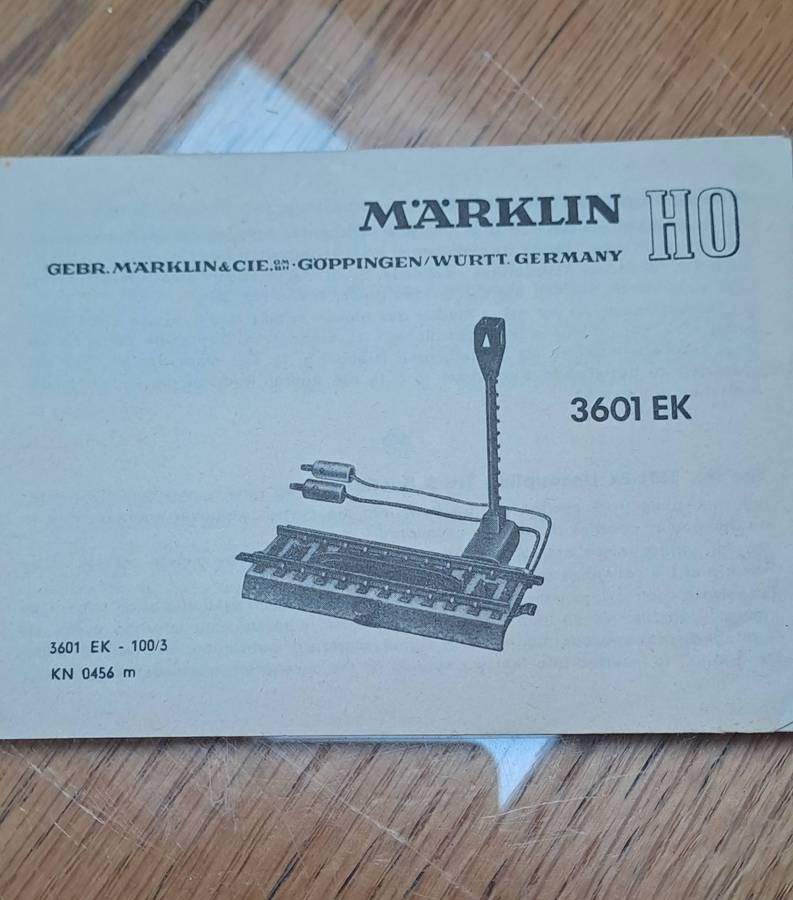 MÄRKLIN HO
GEBR. MÄRKLIN & CIE. GMBH · GÖPPINGEN/WÜRTT. GERMANY
3601 EK
3601 EK - 100/3
KN 0456 m